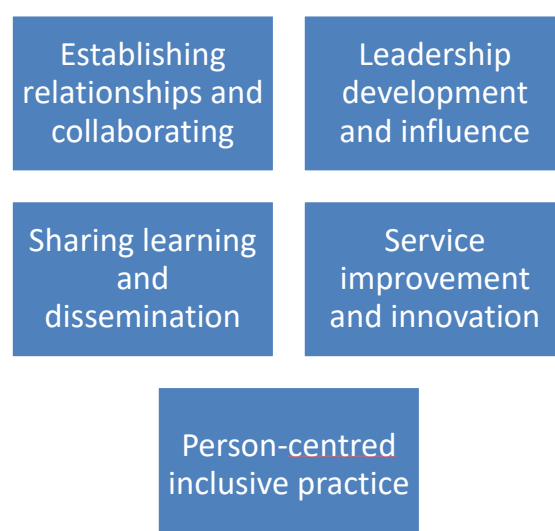 Establishing
relationships and
collaborating
Leadership
development
and influence
Sharing learning
and
dissemination
Service
improvement
and innovation
Person-centred
inclusive practice